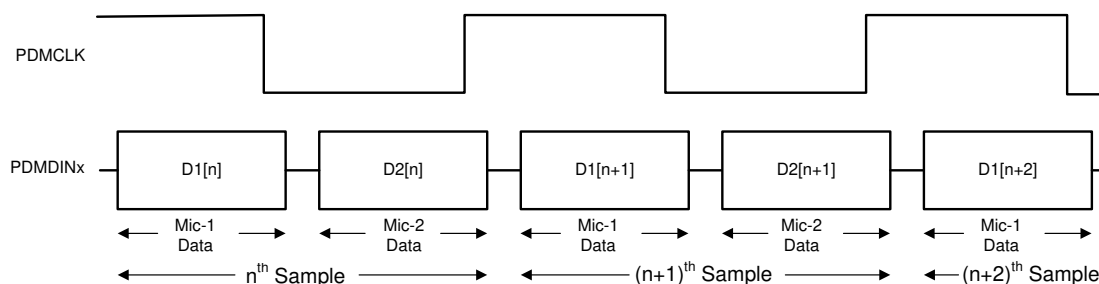 PDMCLK
PDMDINx
D1[n]
D2[n]
D1[n+1]
D2[n+1]
D1[n+2]
Mic-1
Data
Mic-2
Data
Mic-1
Data
Mic-2
Data
Mic-1
Data
nth Sample
(n+1)th Sample
(n+2)th Sample